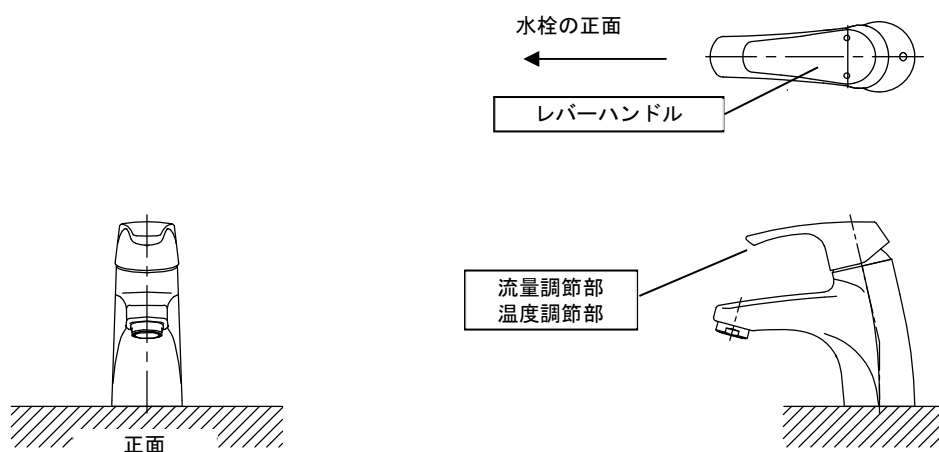 水栓の正面
レバーハンドル
流量調節部
温度調節部
正面